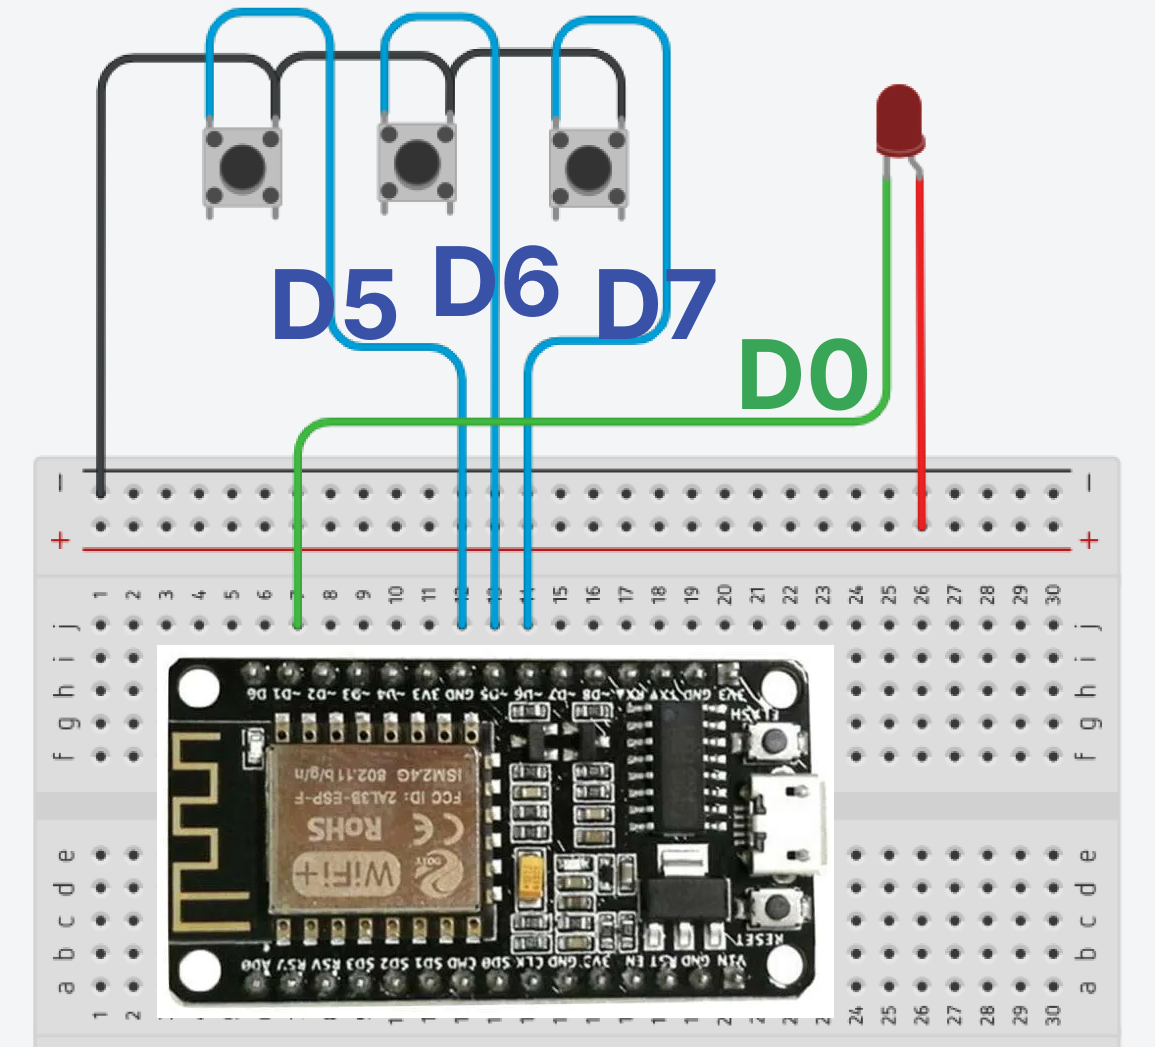 D5 D6 D7
D0
− −
+ +
1 2 3 4 5 6 7 8 9 10 11 12 13 14 15 16 17 18 19 20 21 22 23 24 25 26 27 28 29 30
j j
i i
h h
g g
f f
D0 ~D1 ~D2 ~D3 ~D4 3V3 GND D5~ D6~ D7~ D8~ RX TX GND 3V3
FLASH
ISM2.4G 802.11b/g/n
FCC ID: 2AL3B-ESP-F
RoHS CE
WiFi+
DOIT
e e
d d
c c
b b
a a
RESET
AD0 RSV RSV SD3 SD2 SD1 CMD SD0 CLK GND 3V3 EN RST GND VIN
1 2 24 25 26 27 28 29 30